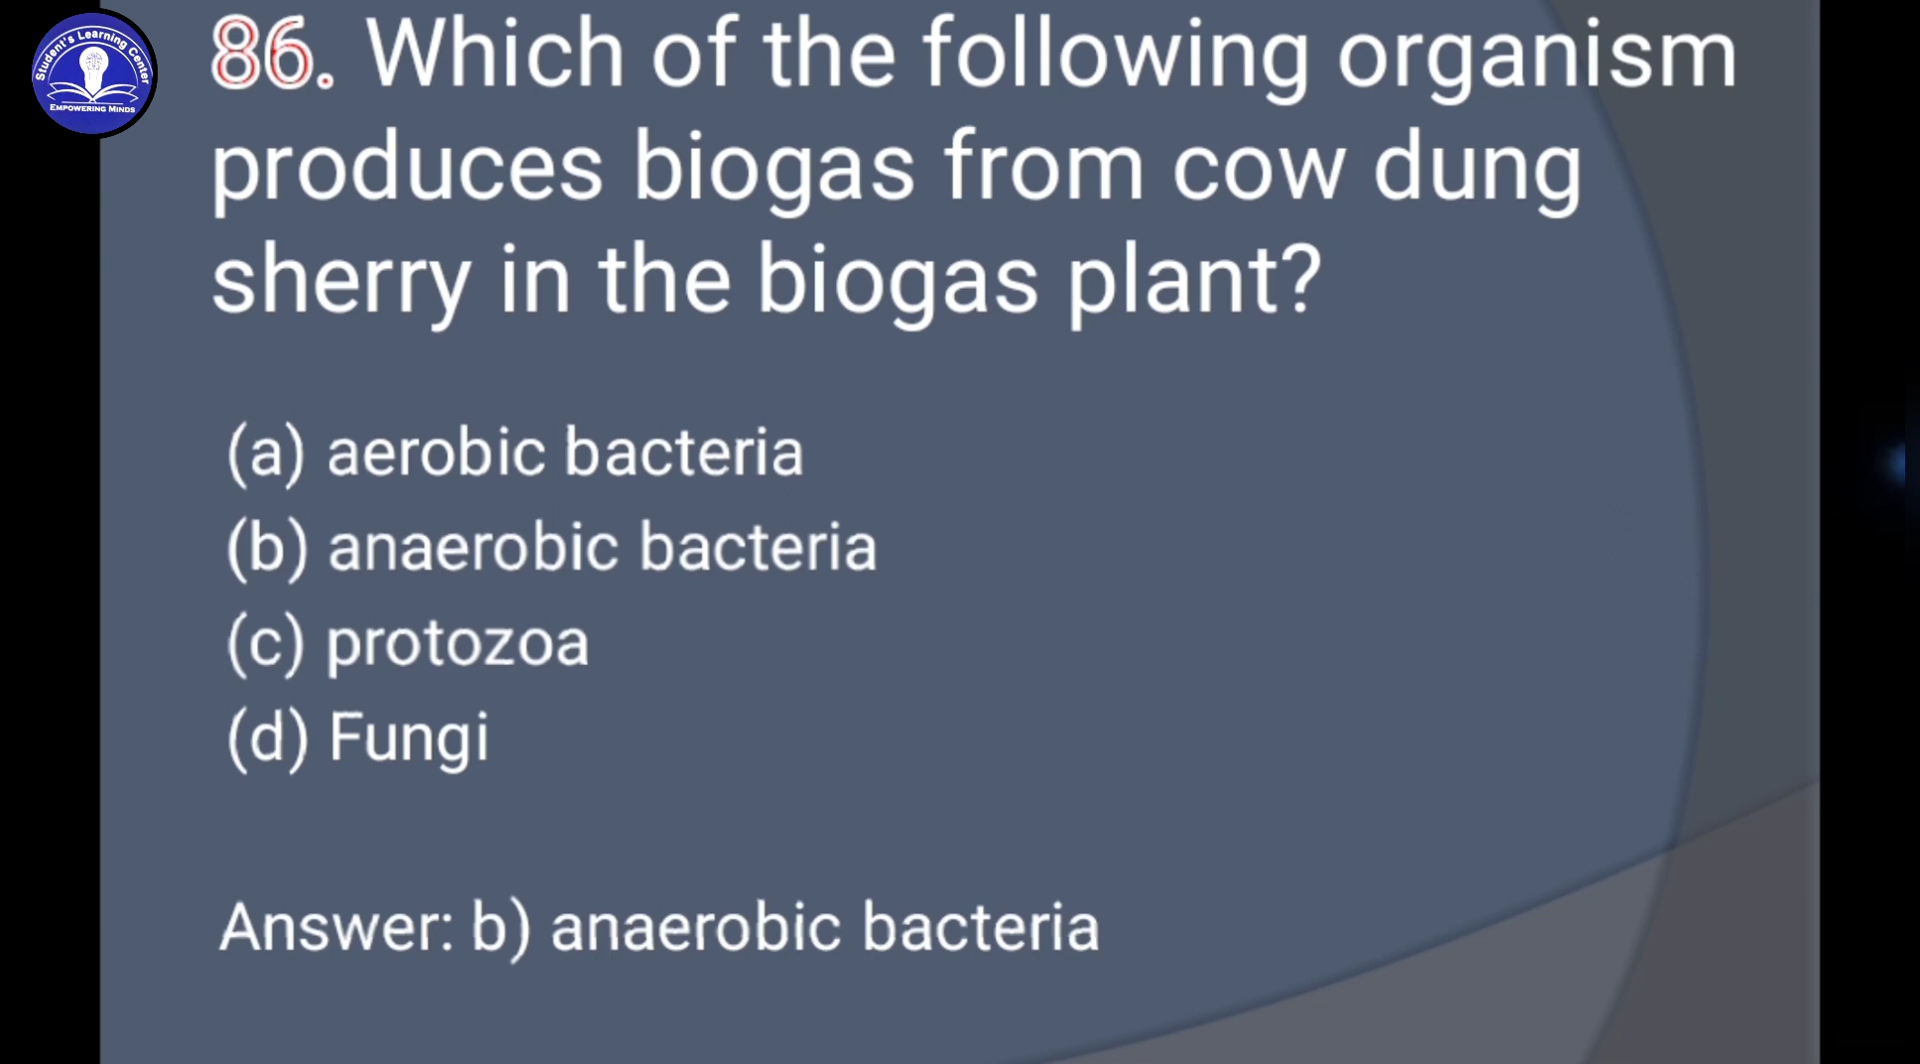 Student's Learning Center
EMPOWERING MINDS
86. Which of the following organism
produces biogas from cow dung
sherry in the biogas plant?
(a) aerobic bacteria
(b) anaerobic bacteria
(c) protozoa
(d) Fungi
Answer: b) anaerobic bacteria